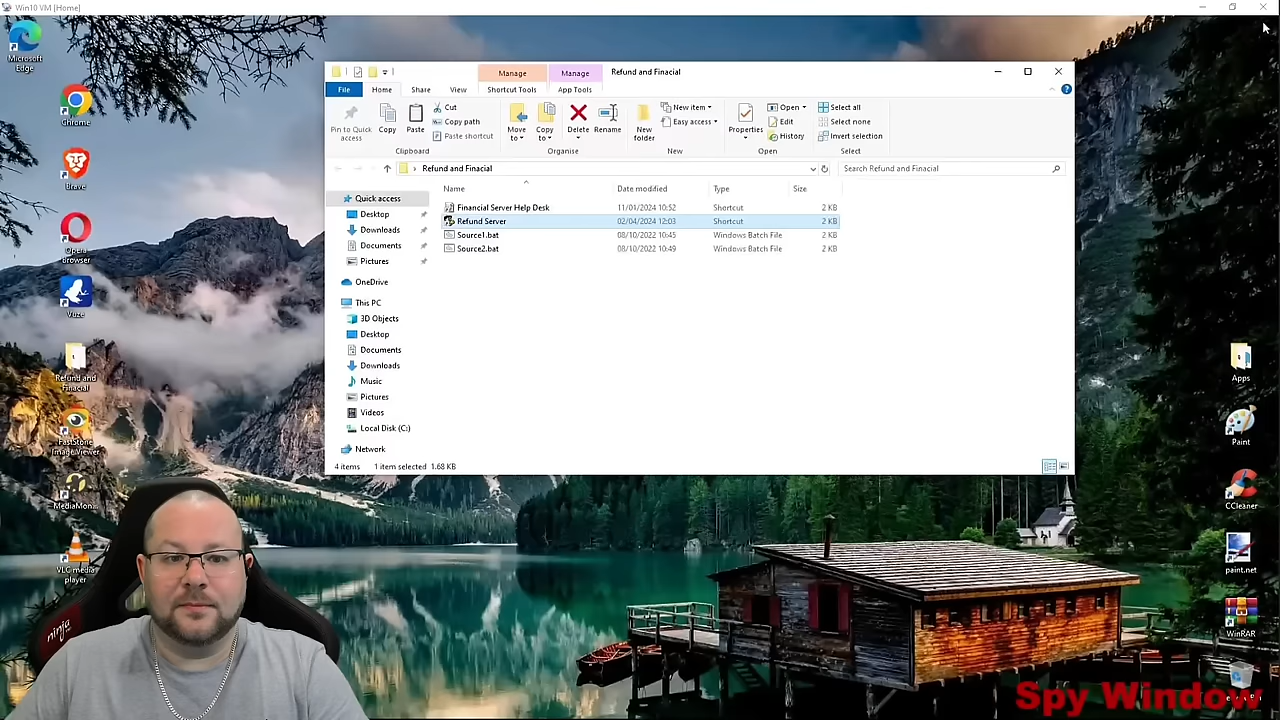 Win10 VM [Home]
Microsoft
Edge
Chrome
Brave
Opera
Browser
Vuze
Refund and
Finacial
FastStone
Image Viewer
MediaMon...
VLC media
player
Manage
Manage
Refund and Finacial
File
Home
Share
View
Shortcut Tools
App Tools
Pin to Quick
access
Copy
Paste
Cut
Copy path
Paste shortcut
Clipboard
Move
to
Copy
to
Delete
Rename
Organise
New
folder
New item
Easy access
New
Properties
Open
Edit
History
Open
Select all
Select none
Invert selection
Select
Refund and Finacial
Search Refund and Finacial
Name
Date modified
Type
Size
Financial Server Help Desk 11/01/2024 10:52 Shortcut 2 KB
Refund Server 02/04/2024 12:03 Shortcut 2 KB
Source1.bat 08/10/2022 10:45 Windows Batch File 2 KB
Source2.bat 08/10/2022 10:49 Windows Batch File 2 KB
Quick access
Desktop
Downloads
Documents
Pictures
OneDrive
This PC
3D Objects
Desktop
Documents
Downloads
Music
Pictures
Videos
Local Disk (C:)
Network
4 items 1 item selected 1.68 KB
Apps
Paint
CCleaner
paint.net
WinRAR
ninja
Spy Window